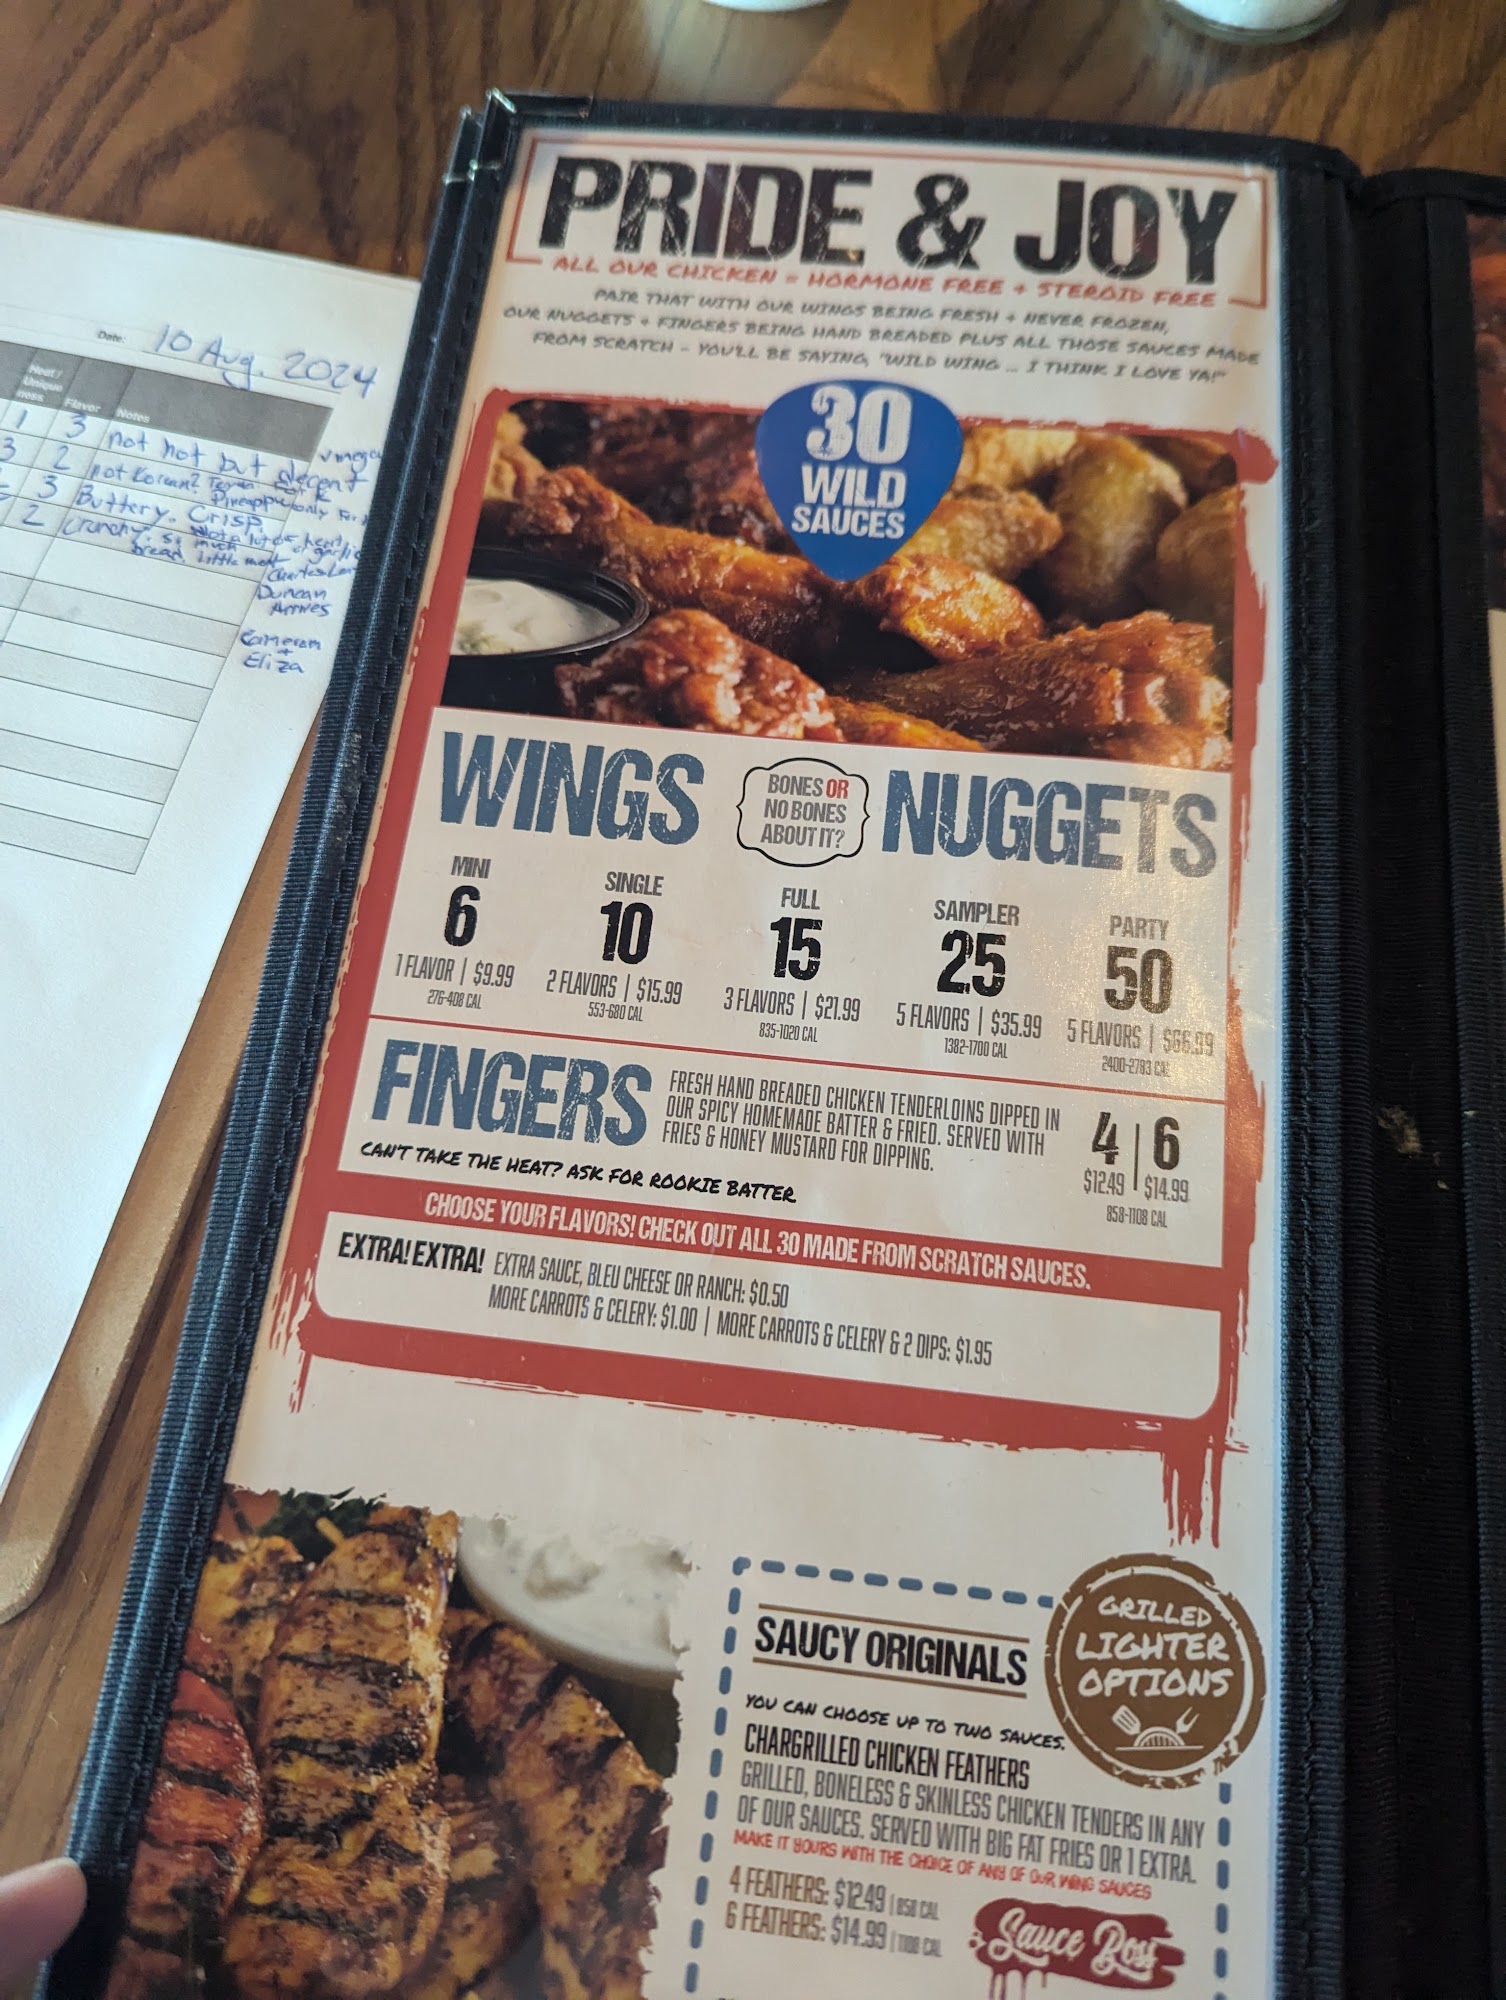 PRIDE & JOY
ALL OUR CHICKEN = HORMONE FREE + STEROID FREE
PAIR THAT WITH OUR WINGS BEING FRESH + NEVER FROZEN,
OUR NUGGETS + FINGERS BEING HAND BREADED PLUS ALL THOSE SAUCES MADE
FROM SCRATCH - YOU'LL BE SAYING, "WILD WING ... I THINK I LOVE YA!"
30
WILD
SAUCES
WINGS
BONES OR
NO BONES
ABOUT IT?
NUGGETS
MINI
6
1 FLAVOR | $9.99
276-408 CAL
SINGLE
10
2 FLAVORS | $15.99
553-680 CAL
FULL
15
3 FLAVORS | $21.99
835-1020 CAL
SAMPLER
25
5 FLAVORS | $35.99
1382-1700 CAL
PARTY
50
5 FLAVORS | $66.99
2400-2783 CAL
FINGERS
FRESH HAND BREADED CHICKEN TENDERLOINS DIPPED IN
OUR SPICY HOMEMADE BATTER & FRIED. SERVED WITH
FRIES & HONEY MUSTARD FOR DIPPING.
4 | 6
$12.49 | $14.99
858-1108 CAL
CAN'T TAKE THE HEAT? ASK FOR ROOKIE BATTER
CHOOSE YOUR FLAVORS! CHECK OUT ALL 30 MADE FROM SCRATCH SAUCES.
EXTRA! EXTRA! EXTRA SAUCE, BLEU CHEESE OR RANCH: $0.50
MORE CARROTS & CELERY: $1.00 | MORE CARROTS & CELERY & 2 DIPS: $1.95
GRILLED
LIGHTER
OPTIONS
SAUCY ORIGINALS
YOU CAN CHOOSE UP TO TWO SAUCES.
CHARGRILLED CHICKEN FEATHERS
GRILLED, BONELESS & SKINLESS CHICKEN TENDERS IN ANY
OF OUR SAUCES. SERVED WITH BIG FAT FRIES OR 1 EXTRA.
MAKE IT YOURS WITH THE CHOICE OF ANY OF OUR WING SAUCES
4 FEATHERS: $12.49 | 858 CAL
6 FEATHERS: $14.99 | 1108 CAL
Sauce Boss
Date: 10 Aug. 2024
Heat/
Unique
ness
Flavor
Notes
1 3 not hot but decent
3 2 not Korean?
Pineapple only
3 Buttery. Crisp
2 crunchy. so much
bread. Little meat
Duncan
Arrives
Cameron
+
Eliza